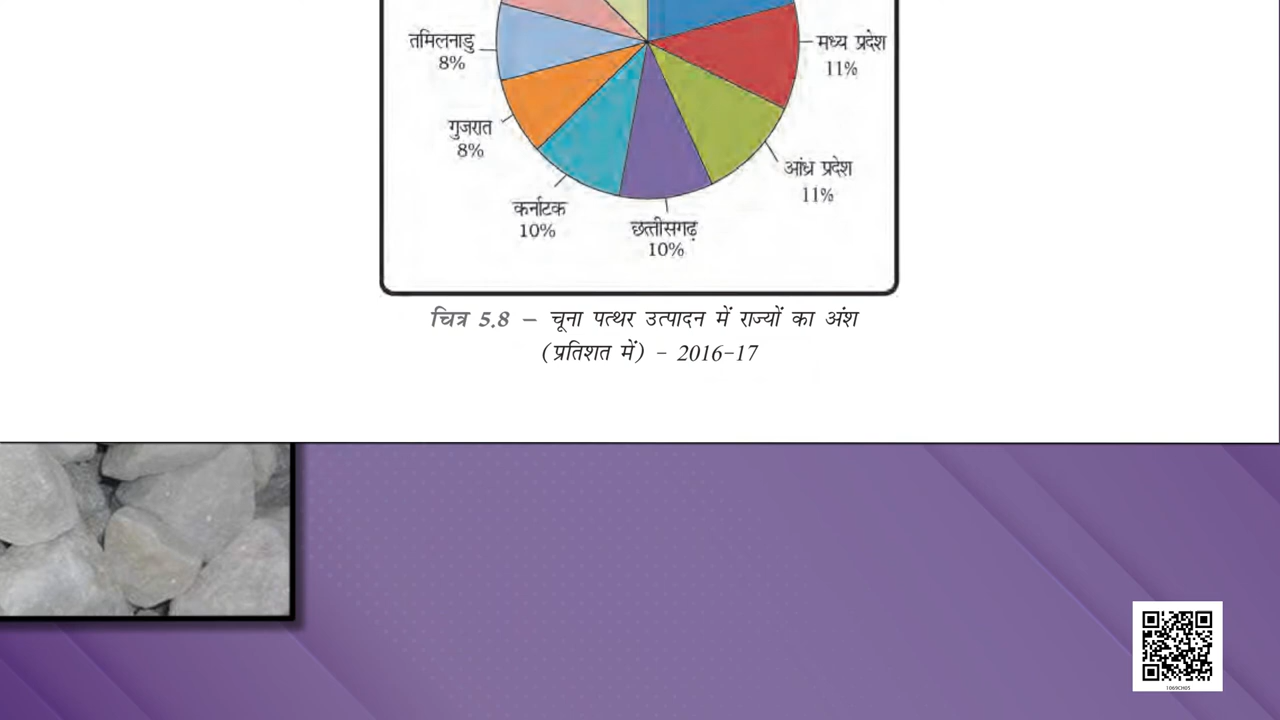 तमिलनाडु
8%
मध्य प्रदेश
11%
गुजरात
8%
आंध्र प्रदेश
11%
कर्नाटक
10%
छत्तीसगढ़
10%
चित्र 5.8 – चूना पत्थर उत्पादन में राज्यों का अंश
(प्रतिशत में) – 2016-17
1069CH05